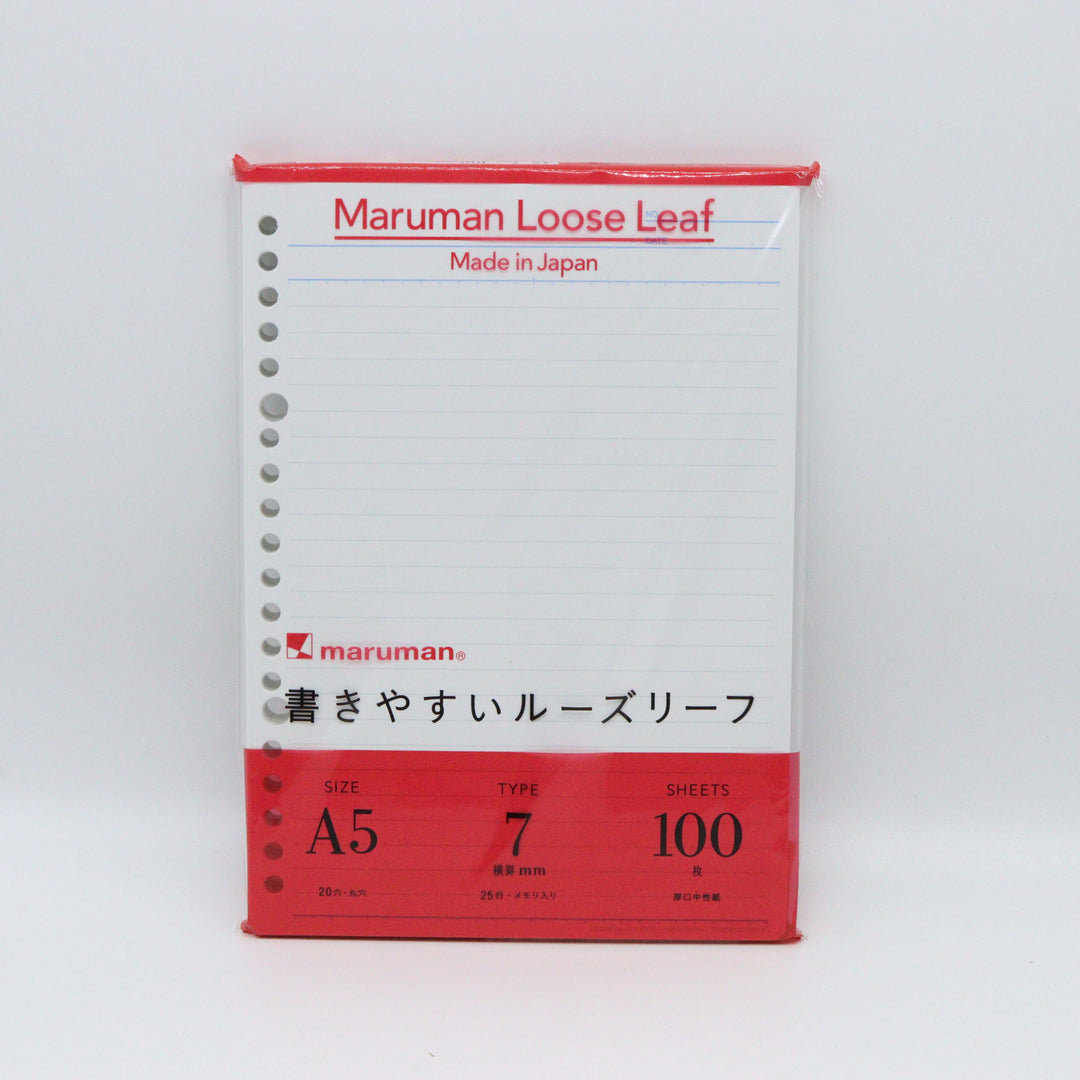 Maruman Loose Leaf
NO
DATE
Made in Japan
maruman®
書きやすいルーズリーフ
SIZE TYPE SHEETS
A5 7 100
横罫mm 枚
20穴・丸穴 25行・メモリ入り 厚口中性紙